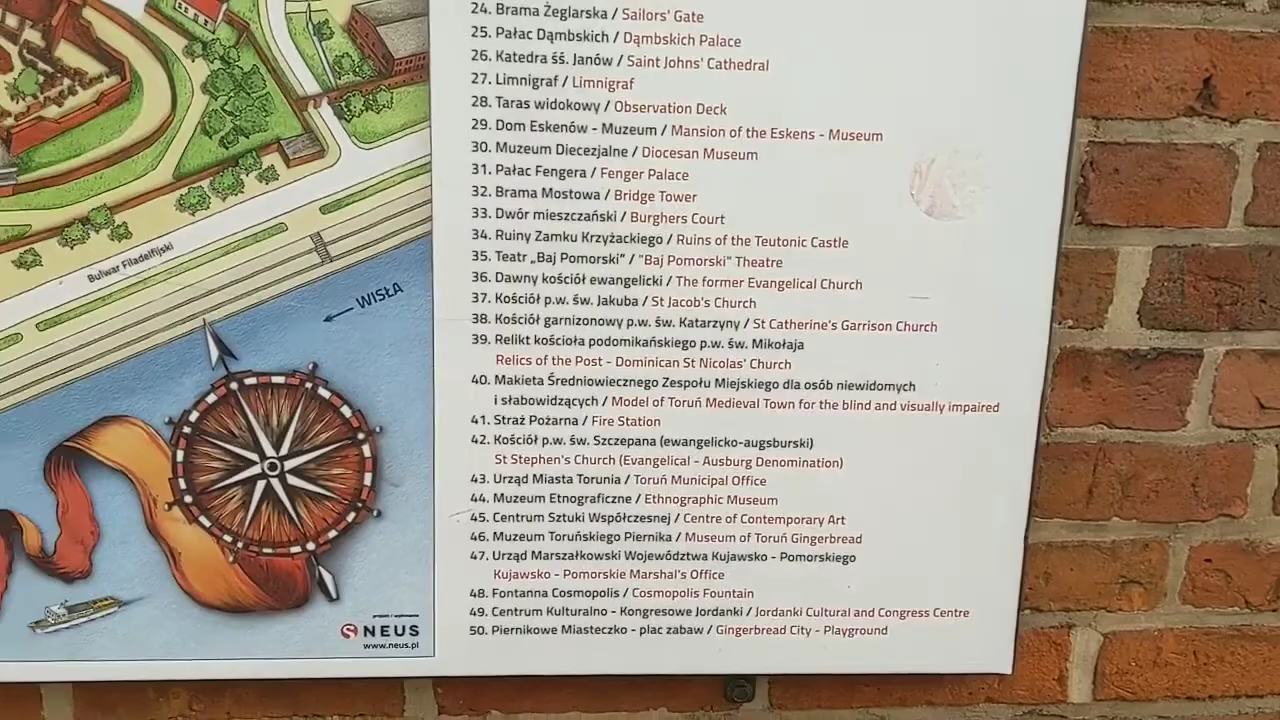 24. Brama Żeglarska / Sailors' Gate
25. Pałac Dąmbskich / Dąmbskich Palace
26. Katedra śś. Janów / Saint Johns' Cathedral
27. Limnigraf / Limnigraf
28. Taras widokowy / Observation Deck
29. Dom Eskenów - Muzeum / Mansion of the Eskens - Museum
30. Muzeum Diecezjalne / Diocesan Museum
31. Pałac Fengera / Fenger Palace
32. Brama Mostowa / Bridge Tower
33. Dwór mieszczański / Burghers Court
34. Ruiny Zamku Krzyżackiego / Ruins of the Teutonic Castle
35. Teatr „Baj Pomorski” / "Baj Pomorski" Theatre
36. Dawny kościół ewangelicki / The former Evangelical Church
37. Kościół p.w. św. Jakuba / St Jacob's Church
38. Kościół garnizonowy p.w. św. Katarzyny / St Catherine's Garrison Church
39. Relikt kościoła podomikańskiego p.w. św. Mikołaja
Relics of the Post - Dominican St Nicolas' Church
40. Makieta Średniowiecznego Zespołu Miejskiego dla osób niewidomych
i słabowidzących / Model of Toruń Medieval Town for the blind and visually impaired
41. Straż Pożarna / Fire Station
42. Kościół p.w. św. Szczepana (ewangelicko-augsburski)
St Stephen's Church (Evangelical - Ausburg Denomination)
43. Urząd Miasta Torunia / Toruń Municipal Office
44. Muzeum Etnograficzne / Ethnographic Museum
45. Centrum Sztuki Współczesnej / Centre of Contemporary Art
46. Muzeum Toruńskiego Piernika / Museum of Toruń Gingerbread
47. Urząd Marszałkowski Województwa Kujawsko - Pomorskiego
Kujawsko - Pomorskie Marshal's Office
48. Fontanna Cosmopolis / Cosmopolis Fountain
49. Centrum Kulturalno - Kongresowe Jordanki / Jordanki Cultural and Congress Centre
50. Piernikowe Miasteczko - plac zabaw / Gingerbread City - Playground
Bulwar Filadelfijski
WISŁA
projekt / wykonanie
NEUS
www.neus.pl